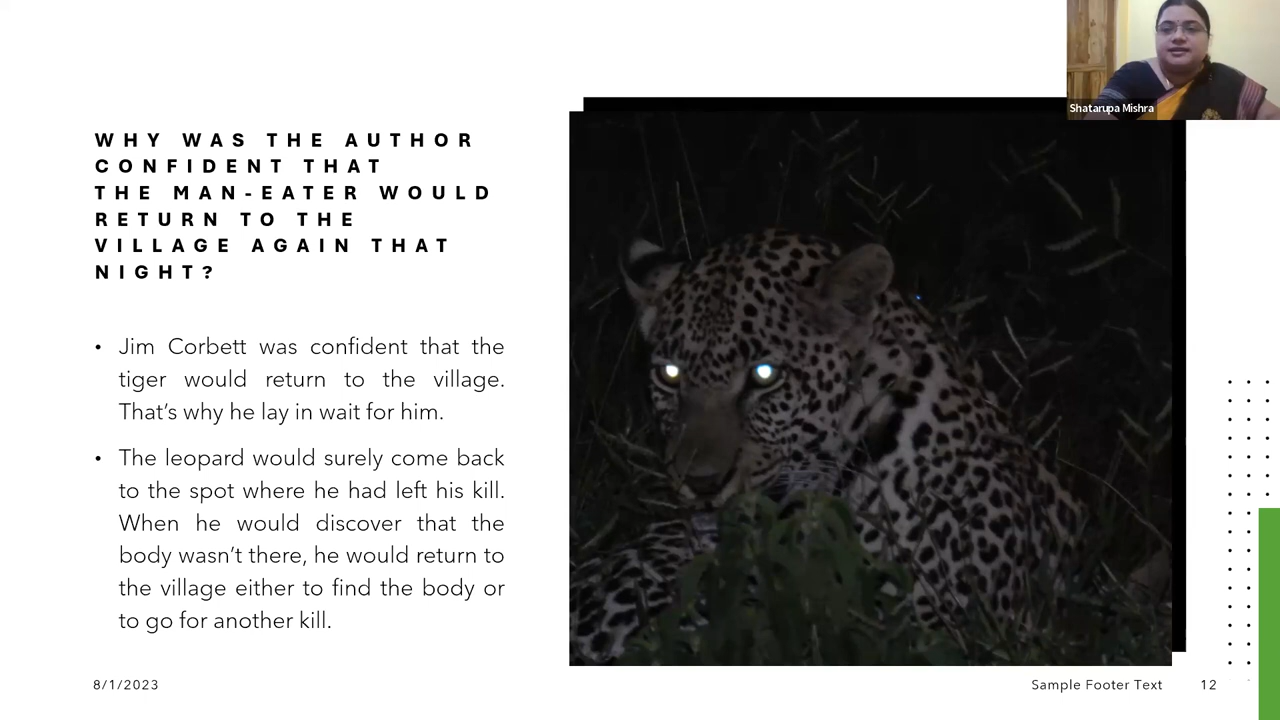 Shatarupa Mishra
WHY WAS THE AUTHOR
CONFIDENT THAT
THE MAN-EATER WOULD
RETURN TO THE
VILLAGE AGAIN THAT
NIGHT?
• Jim Corbett was confident that the
tiger would return to the village.
That's why he lay in wait for him.
• The leopard would surely come back
to the spot where he had left his kill.
When he would discover that the
body wasn't there, he would return to
the village either to find the body or
to go for another kill.
8/1/2023
Sample Footer Text
12